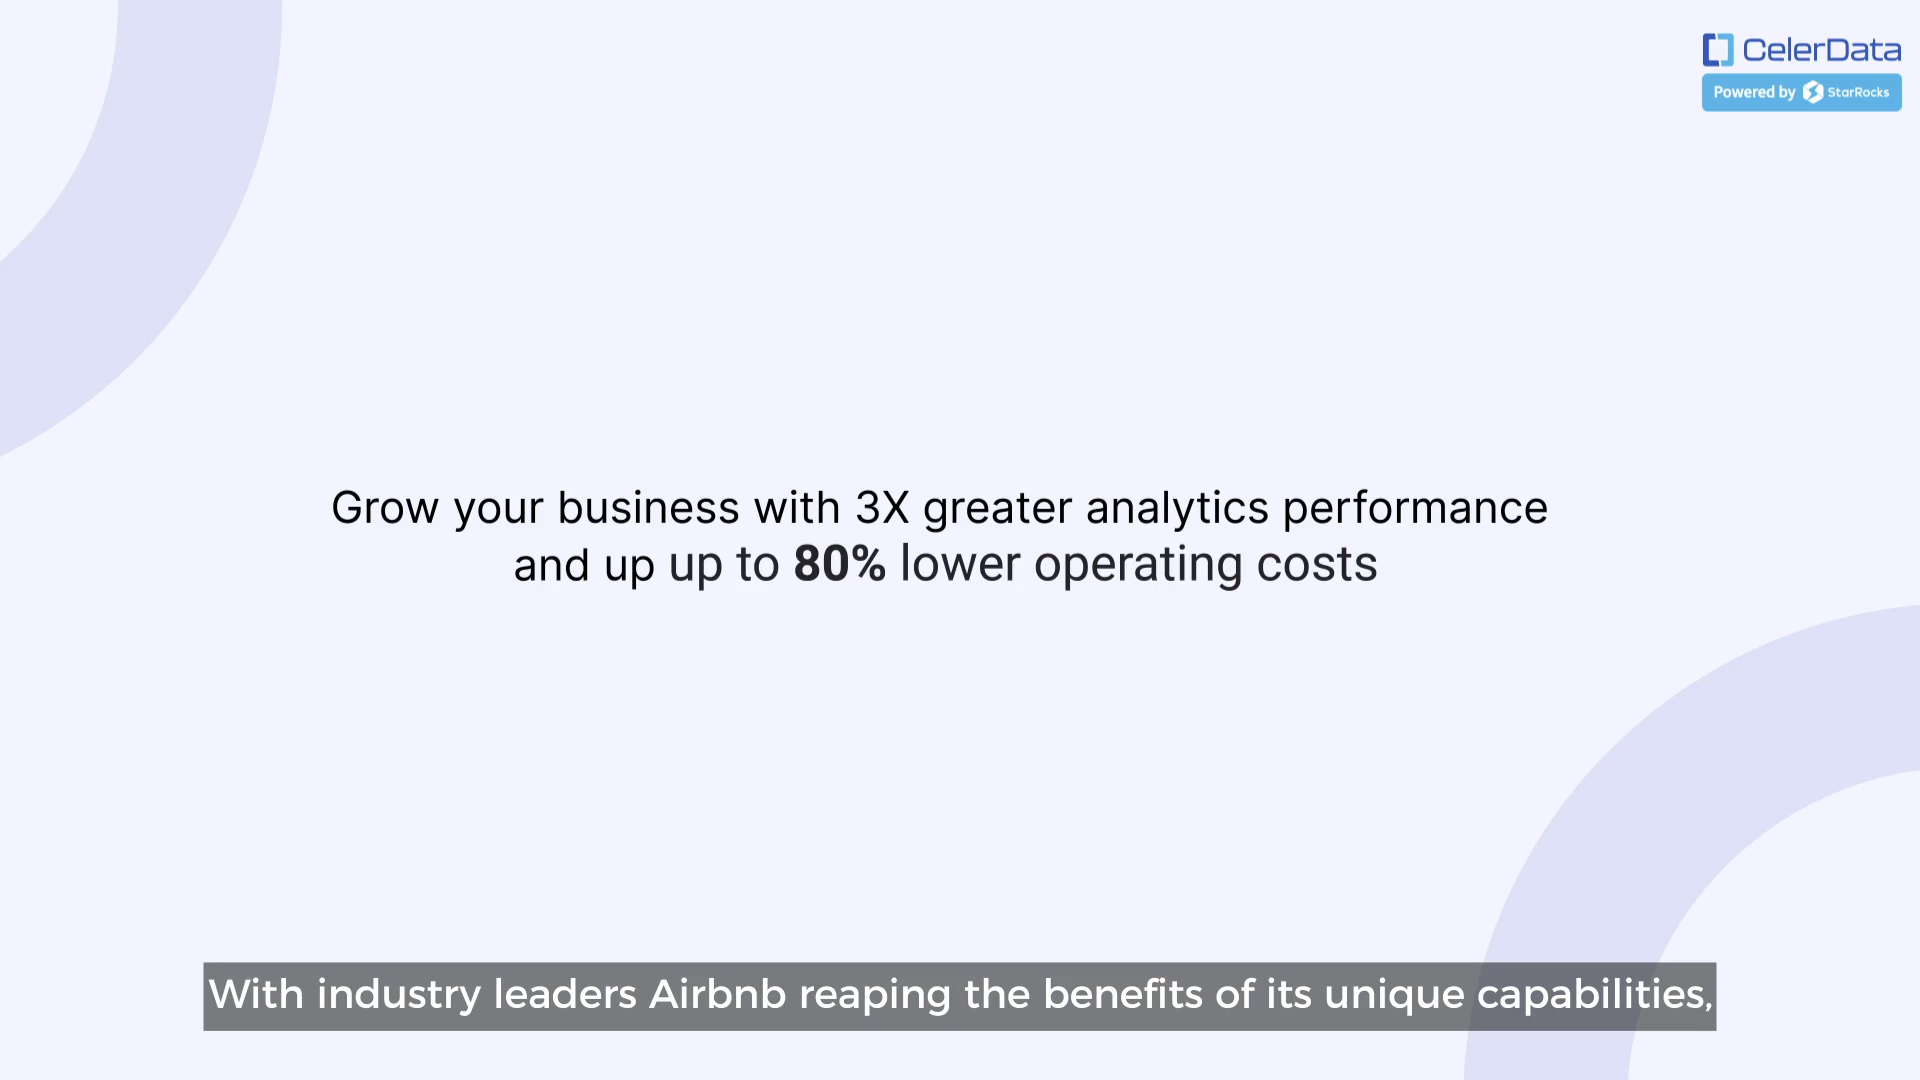 CelerData
Powered by StarRocks
Grow your business with 3X greater analytics performance
and up up to 80% lower operating costs
With industry leaders Airbnb reaping the benefits of its unique capabilities,